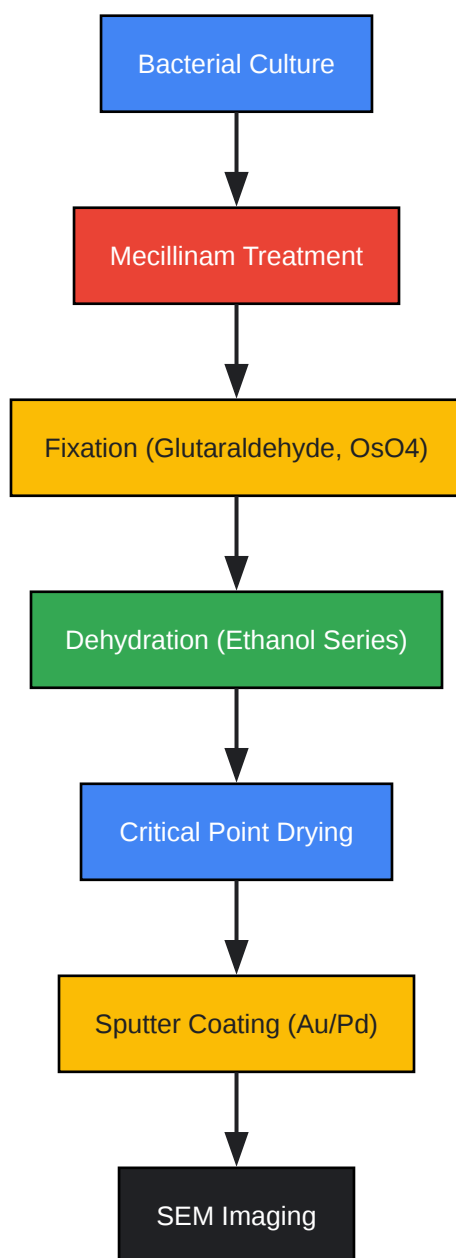 Bacterial Culture
Mecillinam Treatment
Fixation (Glutaraldehyde, OsO4)
Dehydration (Ethanol Series)
Critical Point Drying
Sputter Coating (Au/Pd)
SEM Imaging